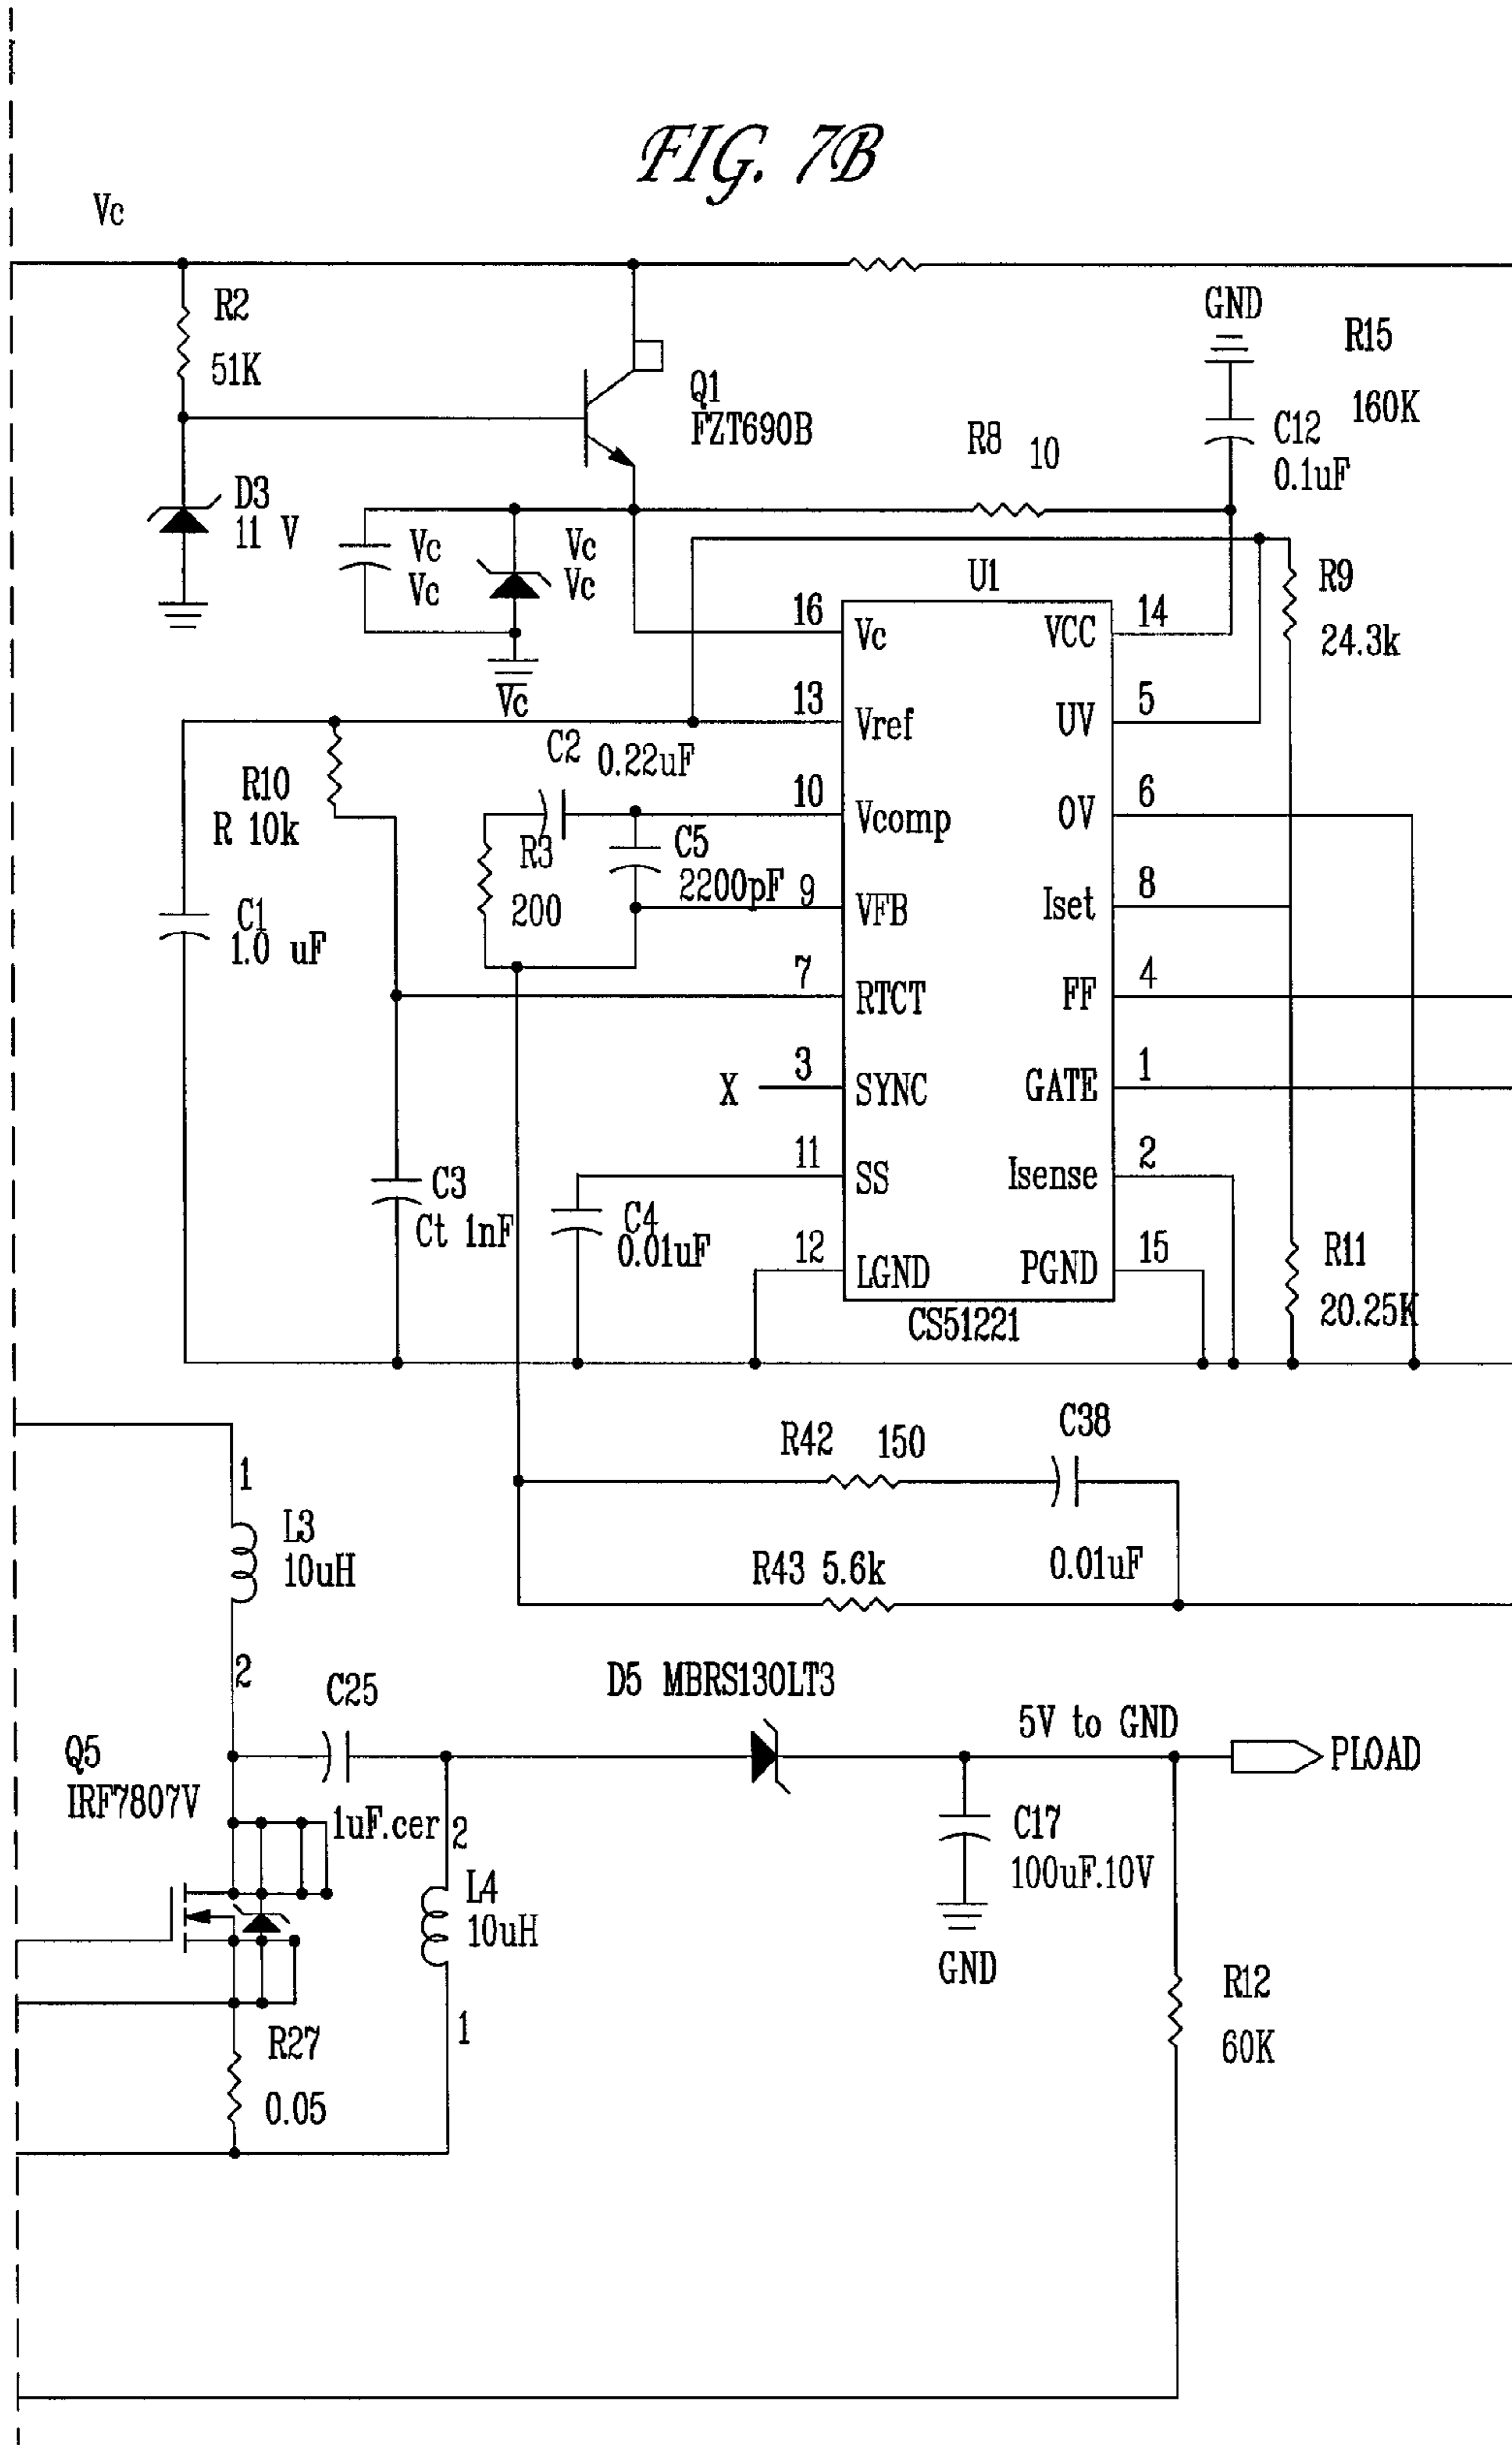 FIG. 7B
Vc
R2
51K
Q1
FZT690B
GND
R15
160K
C12
0.1uF
R8 10
D3
11 V
Vc
Vc
Vc
Vc
Vc
U1
R9
24.3k
16 Vc
VCC 14
13 Vref
UV 5
C2 0.22uF
R10
R 10k
10 Vcomp
OV 6
R3
200
C5
2200pF
9 VFB
Iset 8
C1
1.0 uF
7 RTCT
FF 4
X 3 SYNC
GATE 1
11 SS
Isense 2
C3
Ct 1nF
C4
0.01uF
12 LGND
PGND 15
CS51221
R11
20.25K
R42 150
C38
0.01uF
R43 5.6k
1
L3
10uH
2
C25
1uF.cer
D5 MBRS130LT3
5V to GND
PLOAD
Q5
IRF7807V
2
L4
10uH
1
C17
100uF.10V
GND
R12
60K
R27
0.05